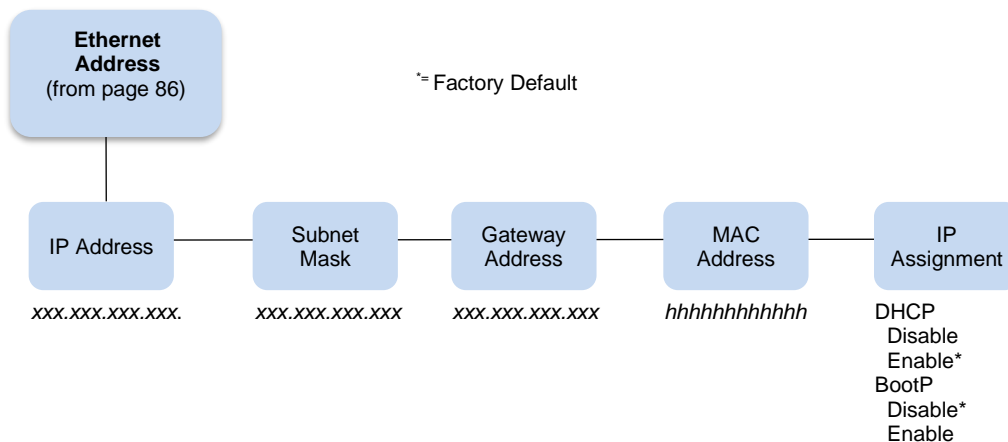 Ethernet
Address
(from page 86)
*= Factory Default
IP Address
Subnet
Mask
Gateway
Address
MAC
Address
IP
Assignment
xxx.xxx.xxx.xxx.
xxx.xxx.xxx.xxx
xxx.xxx.xxx.xxx
hhhhhhhhhhhh
DHCP
Disable
Enable*
BootP
Disable*
Enable